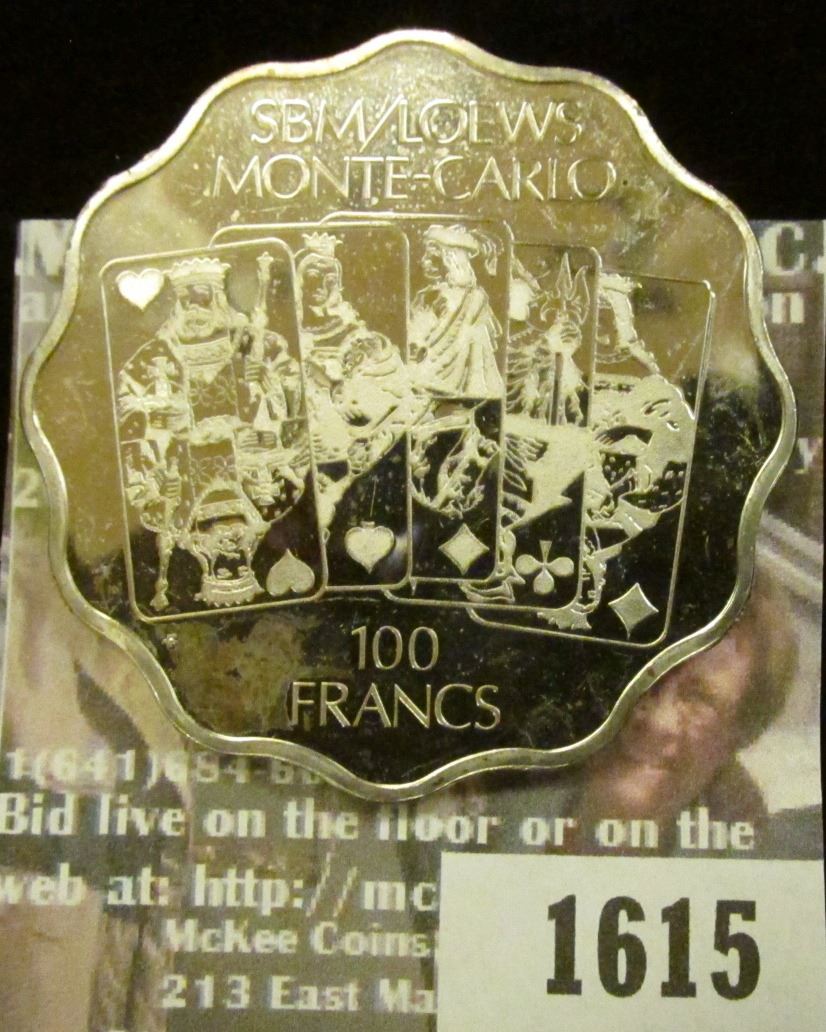 SBM/LOEWS
MONTE-CARLO
100
FRANCS
Bid live on the floor or on the
web at: http://mc
McKee Coins
213 East Ma
1615